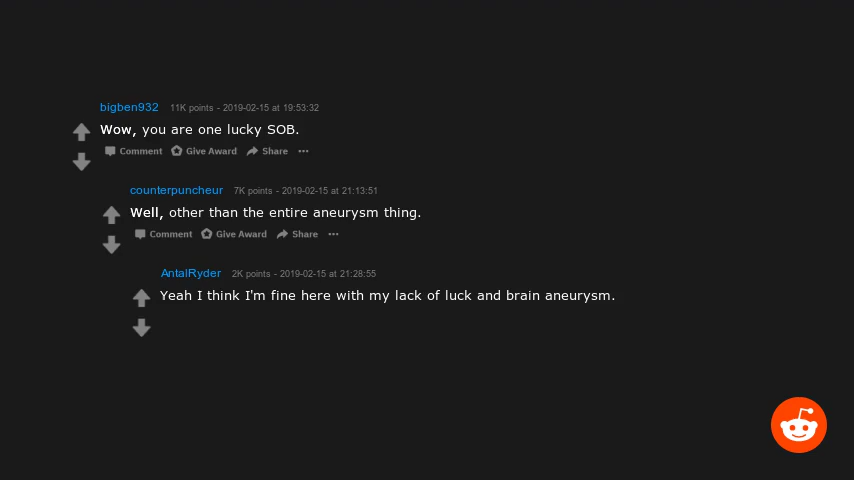 bigben932 11K points - 2019-02-15 at 19:53:32
Wow, you are one lucky SOB.
Comment Give Award Share ···
counterpuncheur 7K points - 2019-02-15 at 21:13:51
Well, other than the entire aneurysm thing.
Comment Give Award Share ···
AntalRyder 2K points - 2019-02-15 at 21:28:55
Yeah I think I'm fine here with my lack of luck and brain aneurysm.